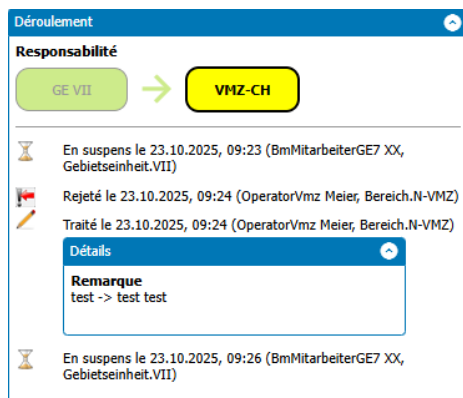 Déroulement
Responsabilité
GE VII
VMZ-CH
En suspens le 23.10.2025, 09:23 (BmMitarbeiterGE7 XX,
Gebietseinheit.VII)
Rejeté le 23.10.2025, 09:24 (OperatorVmz Meier, Bereich.N-VMZ)
Traité le 23.10.2025, 09:24 (OperatorVmz Meier, Bereich.N-VMZ)
Détails
Remarque
test -> test test
En suspens le 23.10.2025, 09:26 (BmMitarbeiterGE7 XX,
Gebietseinheit.VII)